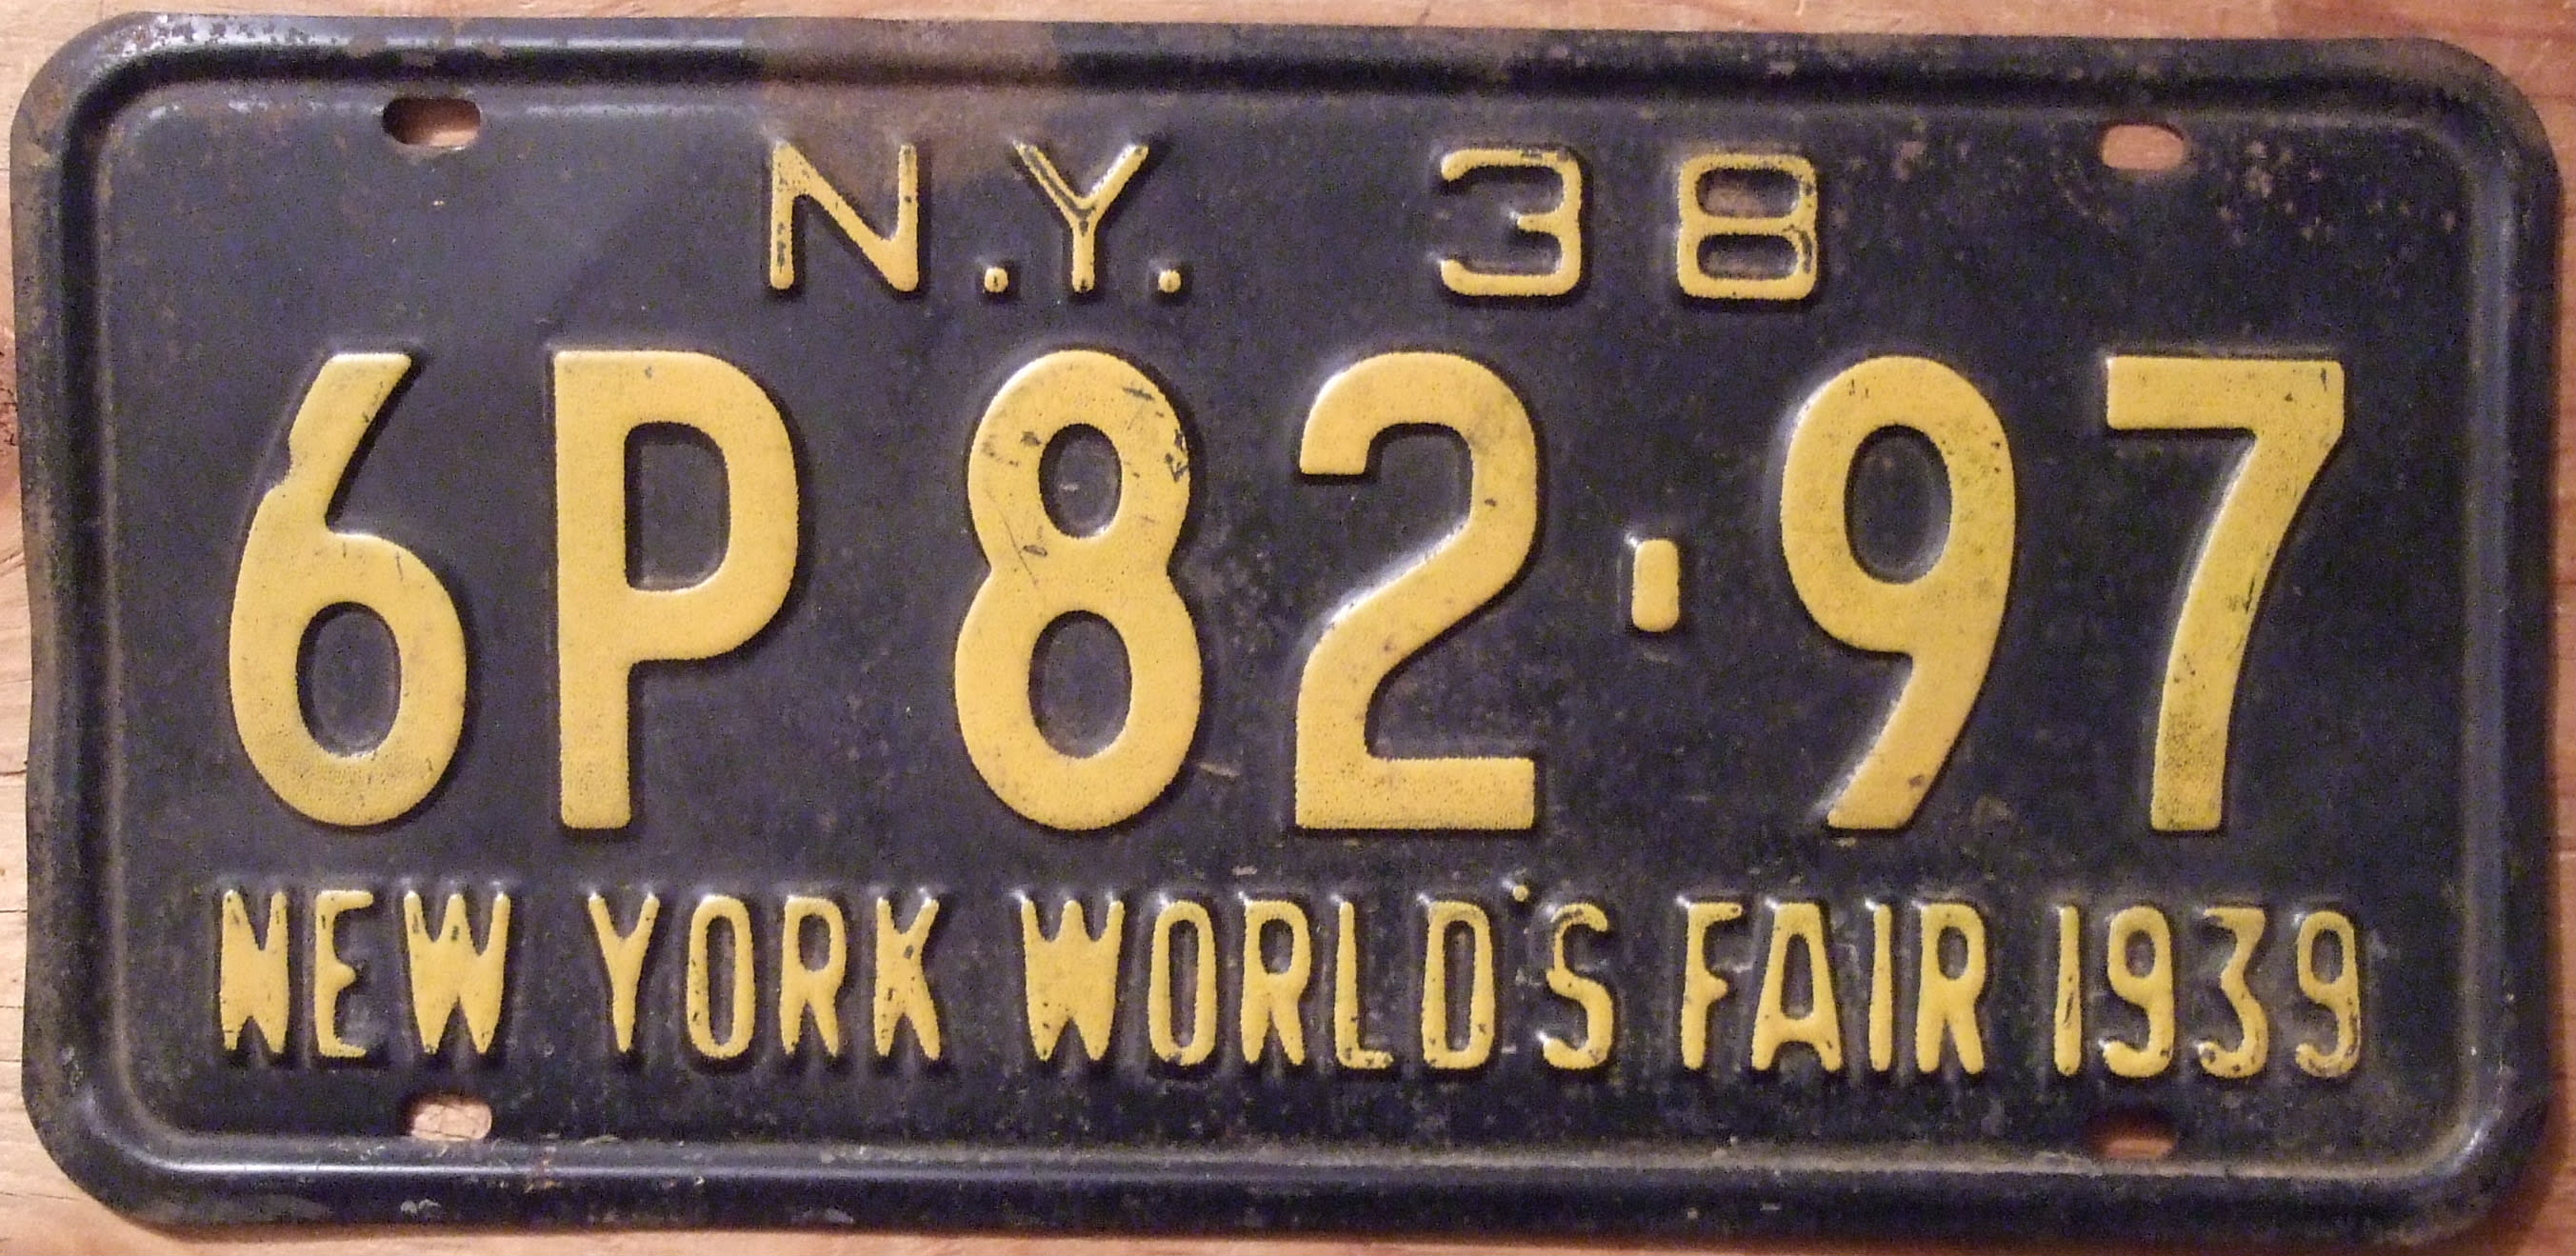 N.Y. 38
6P 82·97
NEW YORK WORLD'S FAIR 1939